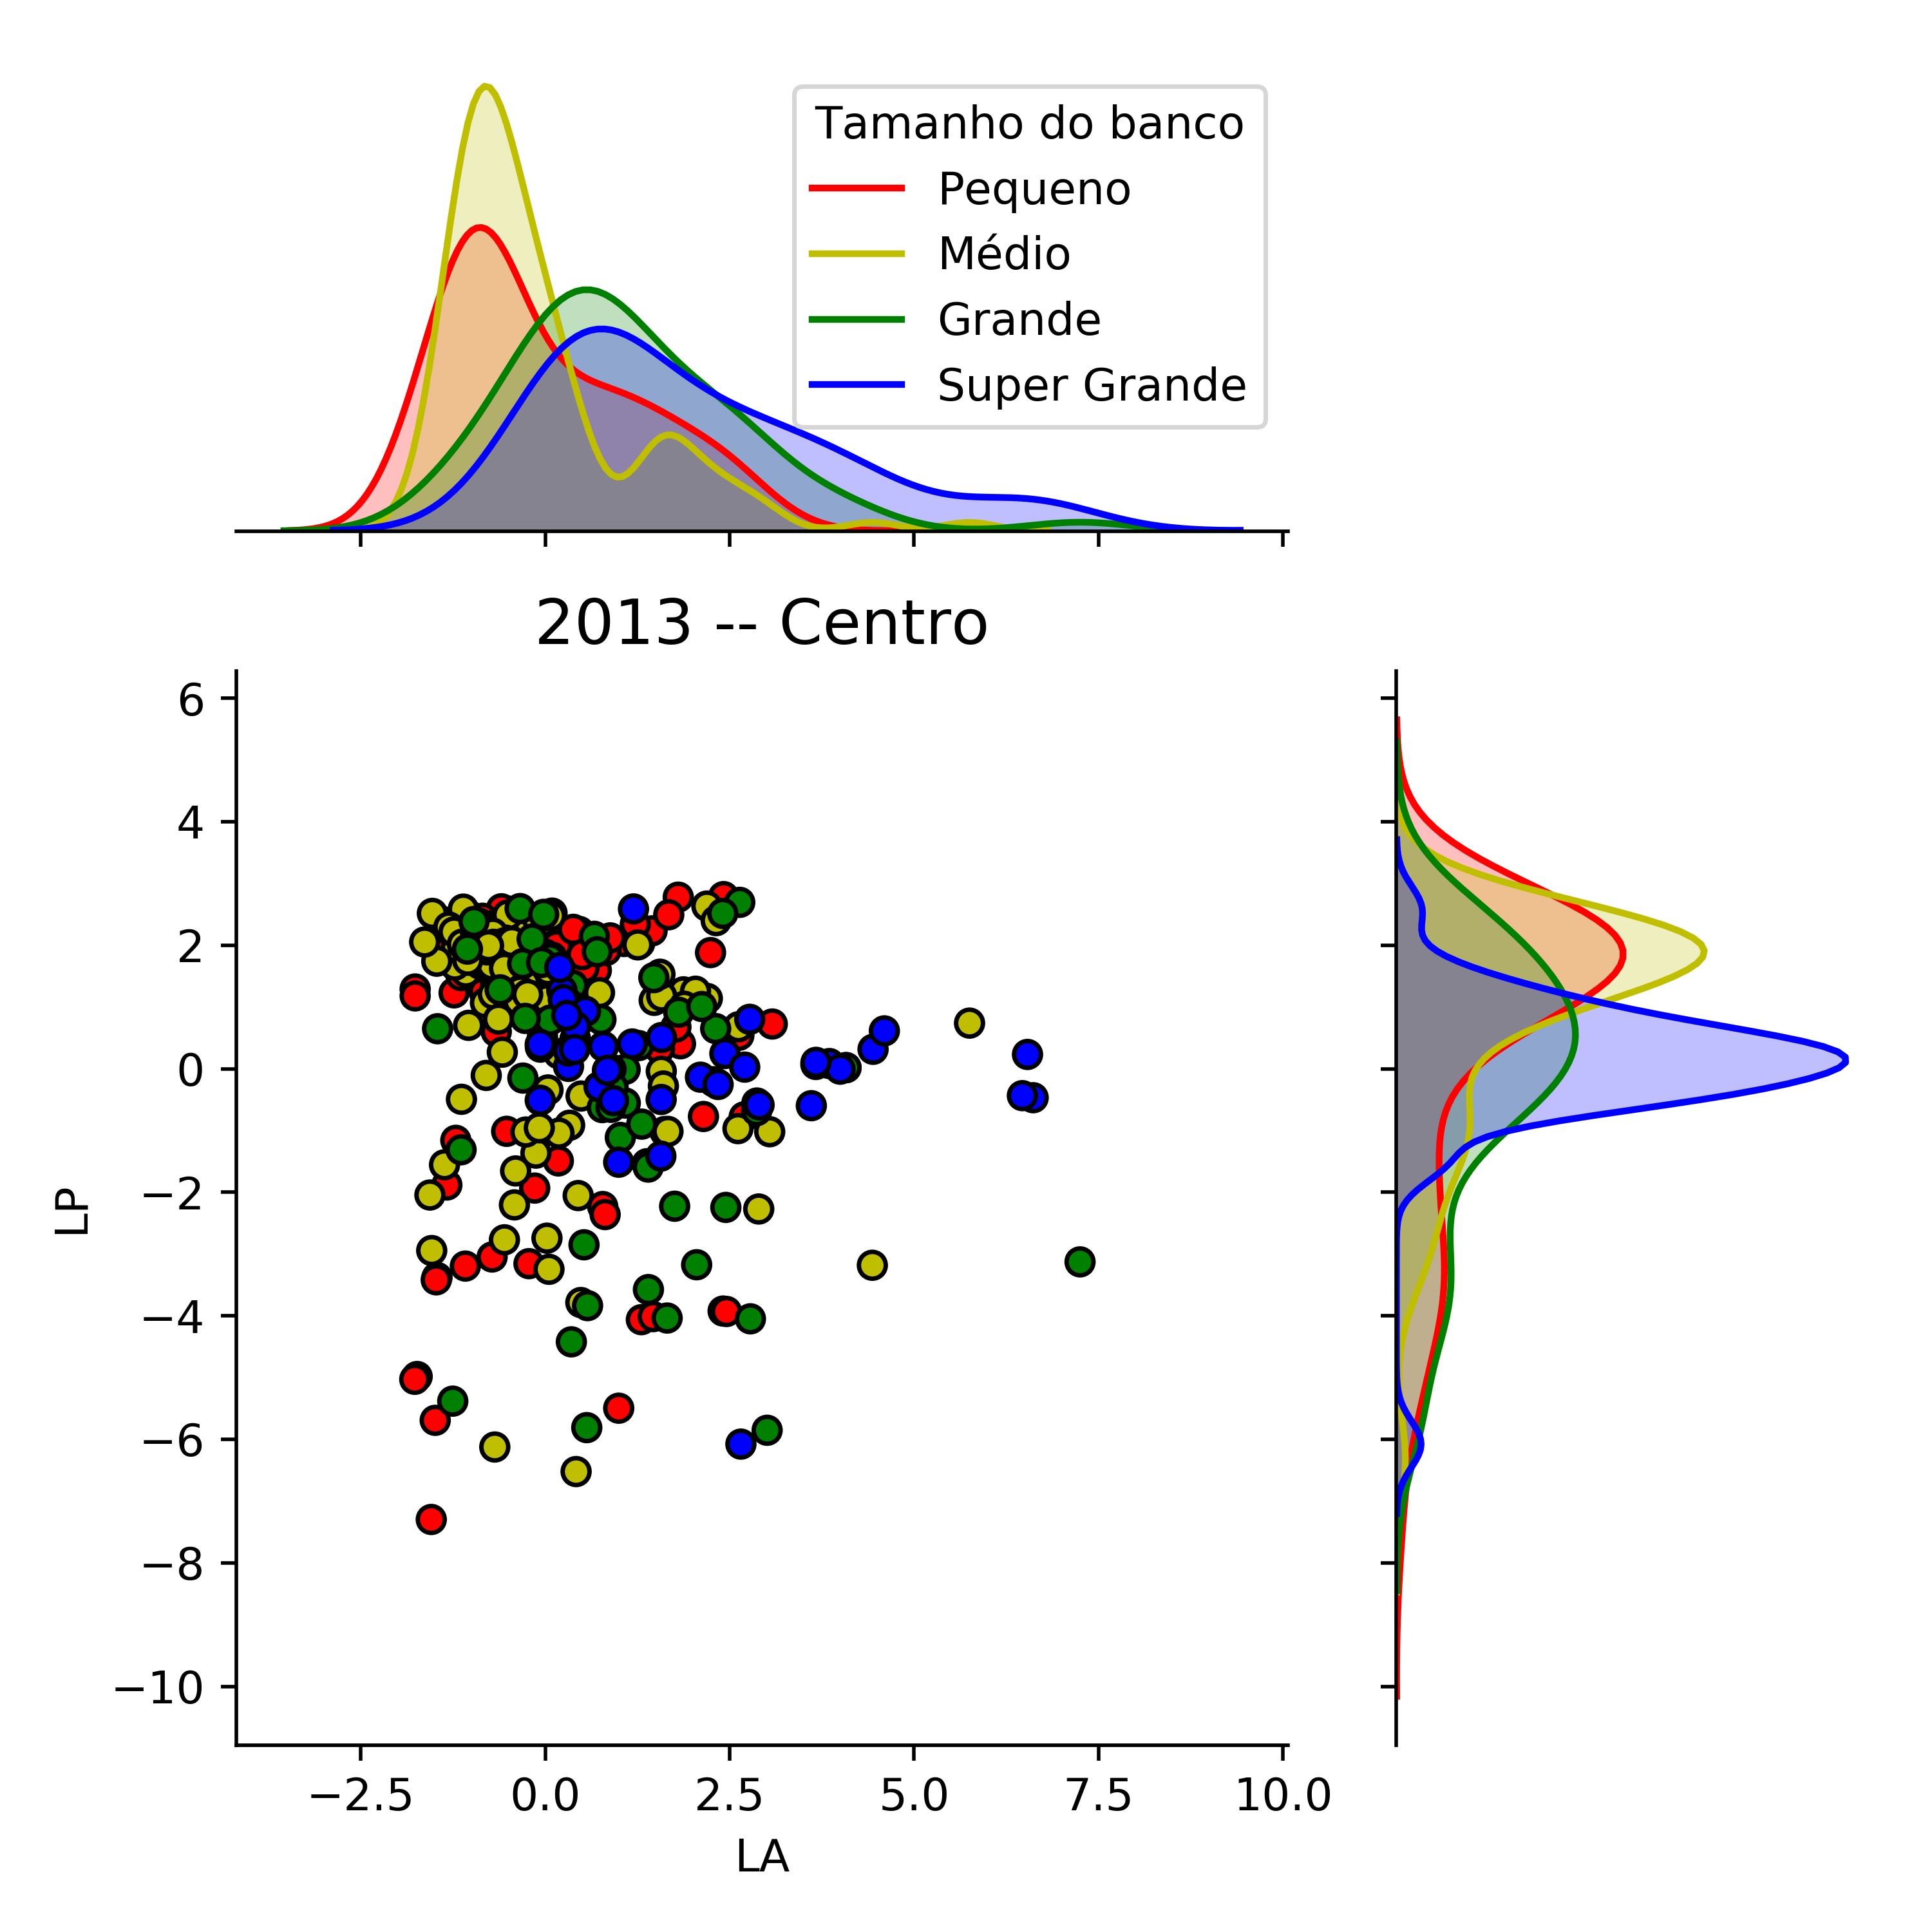 Tamanho do banco
Pequeno
Médio
Grande
Super Grande
2013 -- Centro
6
4
2
0
−2
−4
−6
−8
−10
LP
−2.5 0.0 2.5 5.0 7.5 10.0
LA